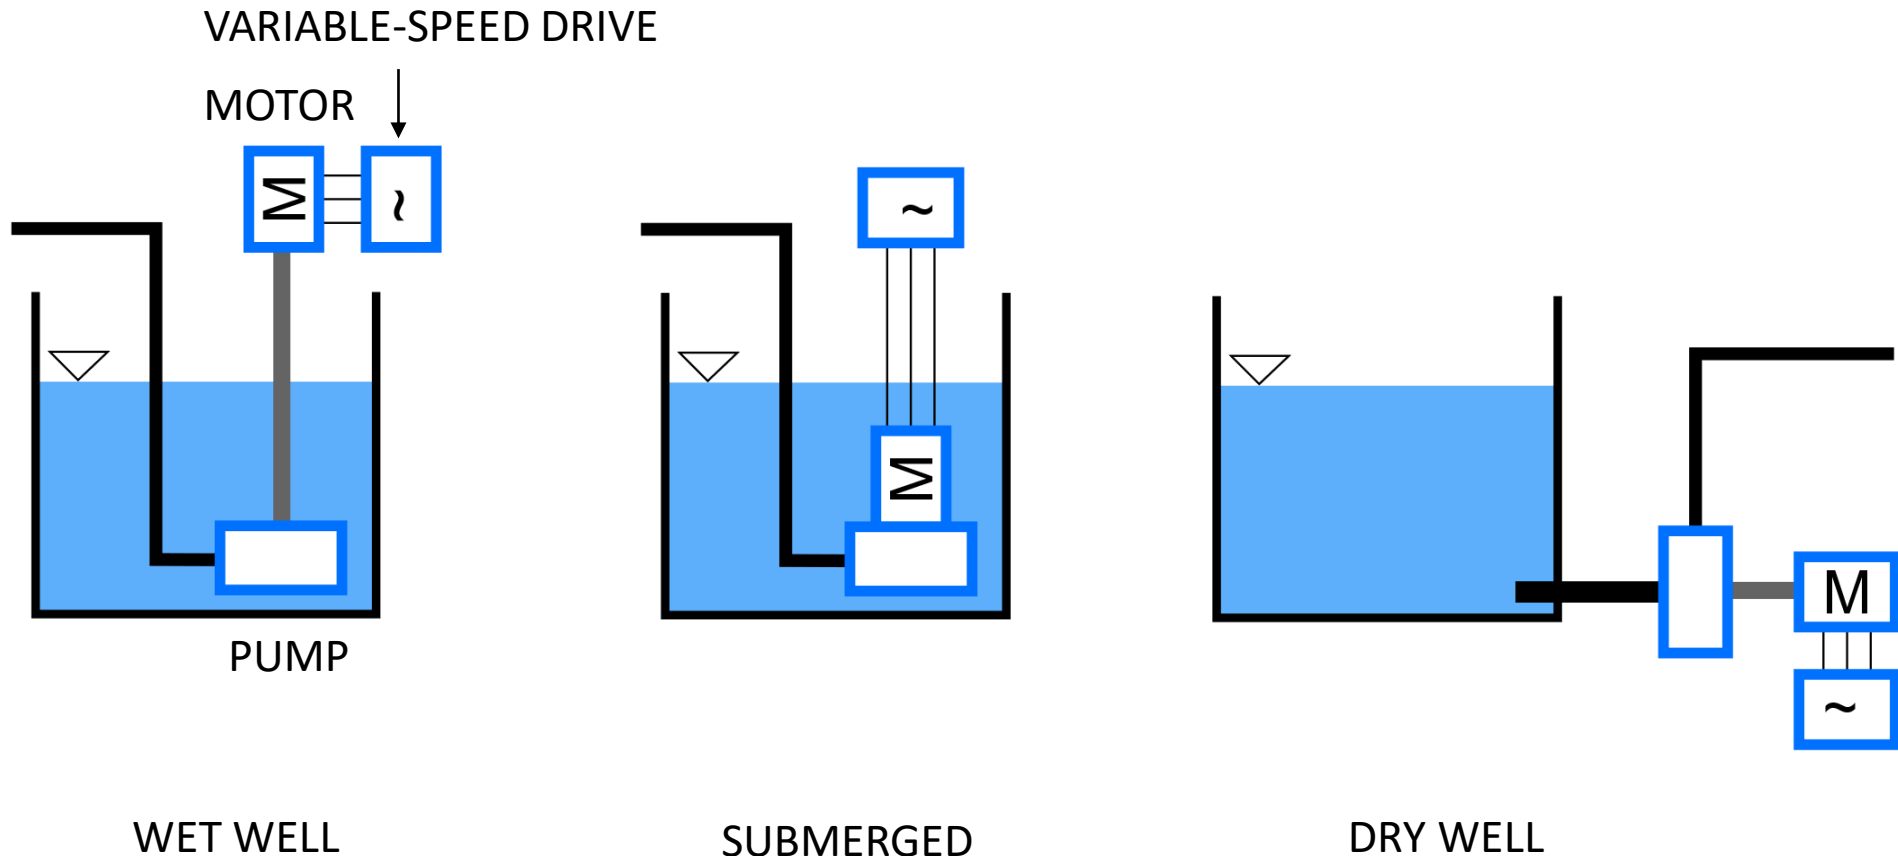 VARIABLE-SPEED DRIVE
MOTOR
M
~
~
M
M
~
PUMP
WET WELL
SUBMERGED
DRY WELL